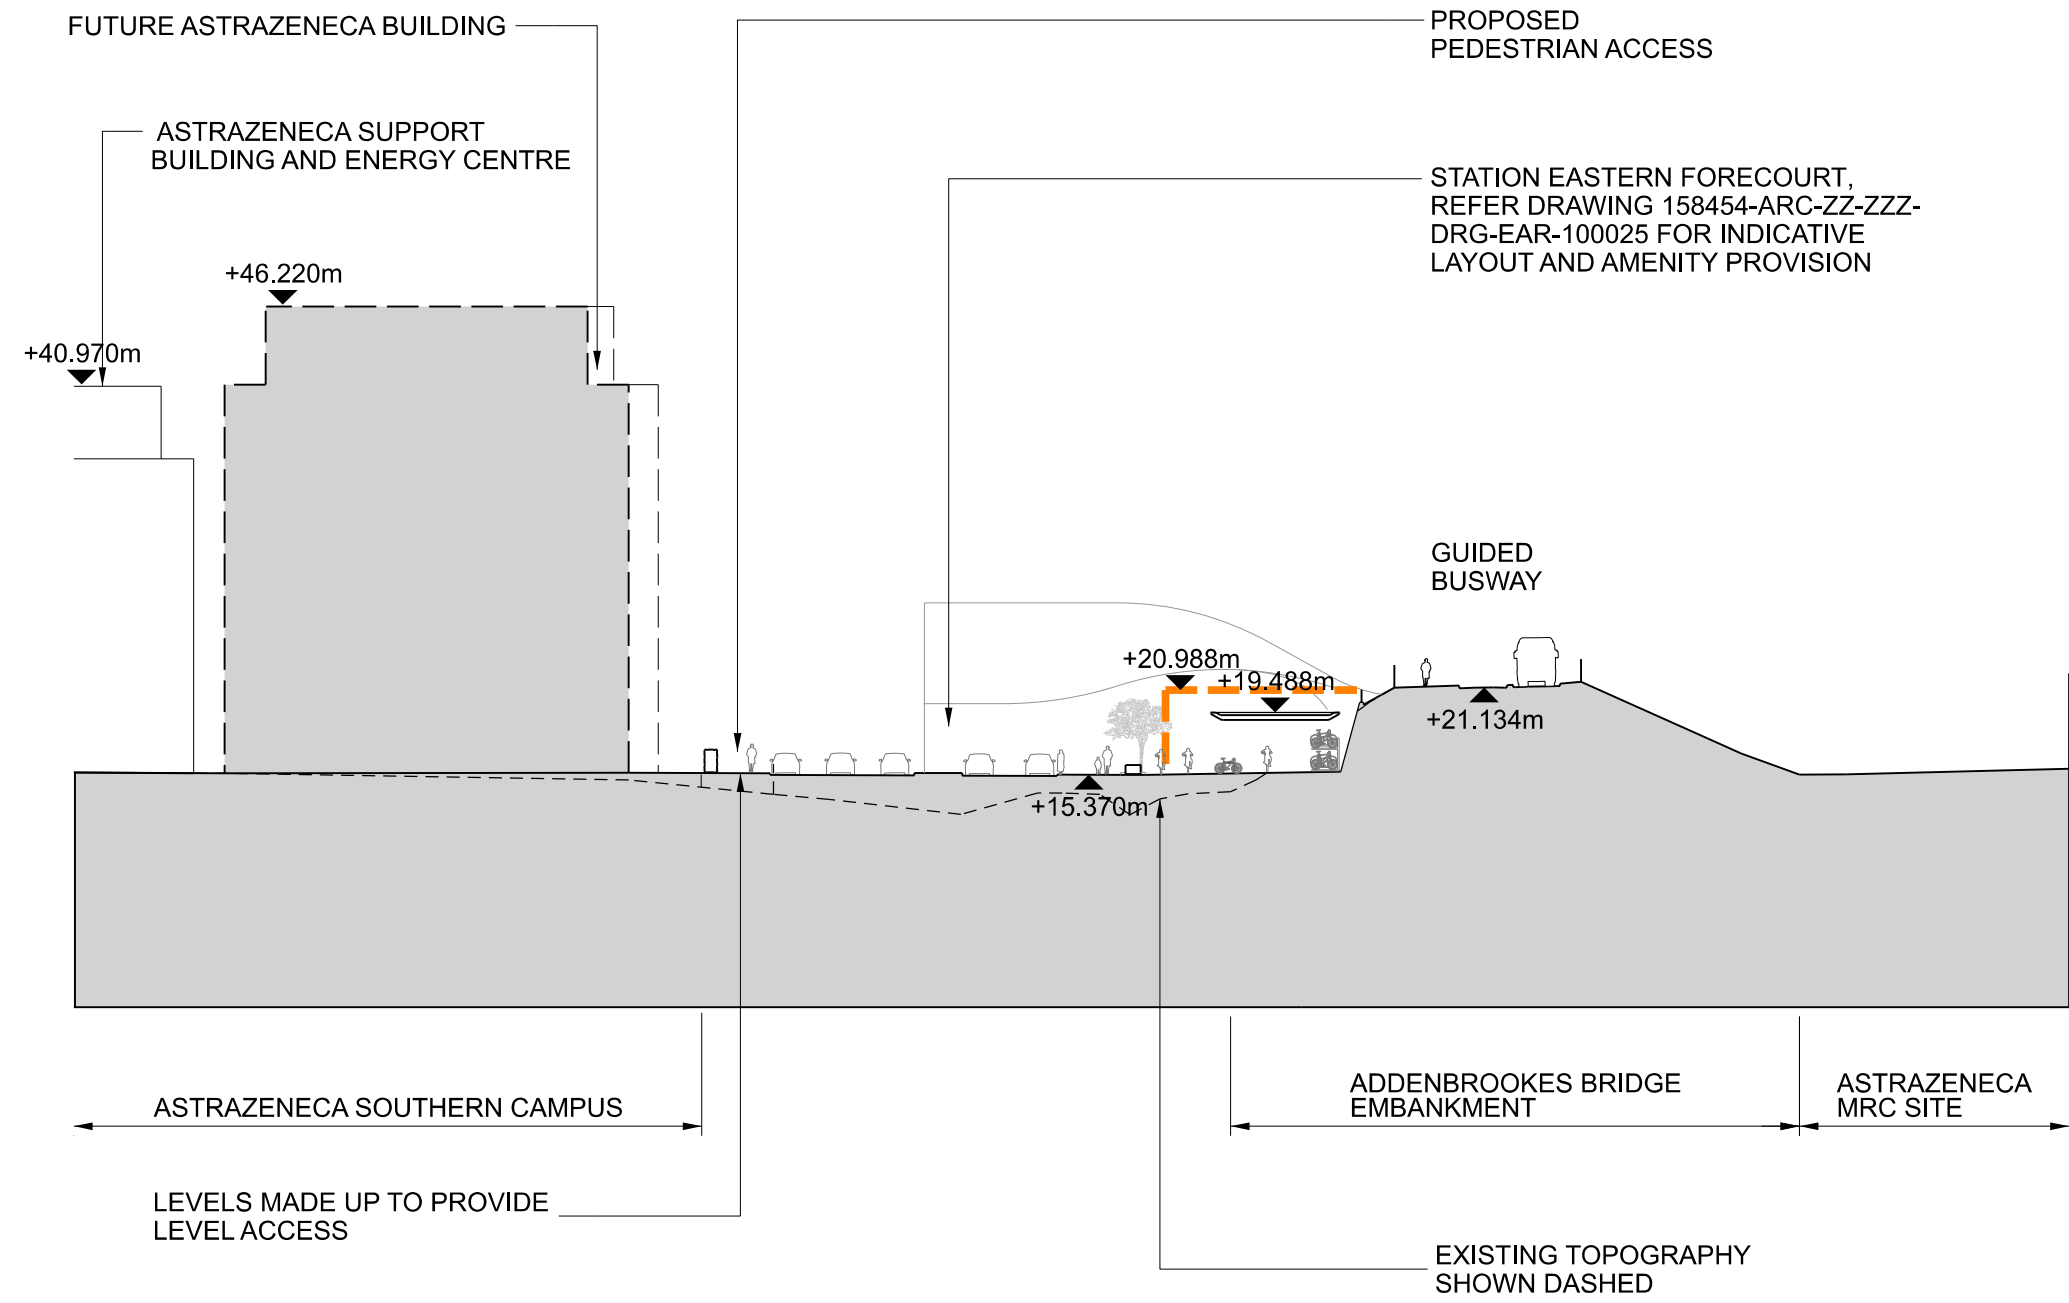 FUTURE ASTRAZENECA BUILDING
PROPOSED
PEDESTRIAN ACCESS
ASTRAZENECA SUPPORT
BUILDING AND ENERGY CENTRE
STATION EASTERN FORECOURT,
REFER DRAWING 158454-ARC-ZZ-ZZZ-
DRG-EAR-100025 FOR INDICATIVE
LAYOUT AND AMENITY PROVISION
+46.220m
+40.970m
GUIDED
BUSWAY
+20.988m
+19.488m
+21.134m
+15.370m
ASTRAZENECA SOUTHERN CAMPUS
ADDENBROOKES BRIDGE
EMBANKMENT
ASTRAZENECA
MRC SITE
LEVELS MADE UP TO PROVIDE
LEVEL ACCESS
EXISTING TOPOGRAPHY
SHOWN DASHED